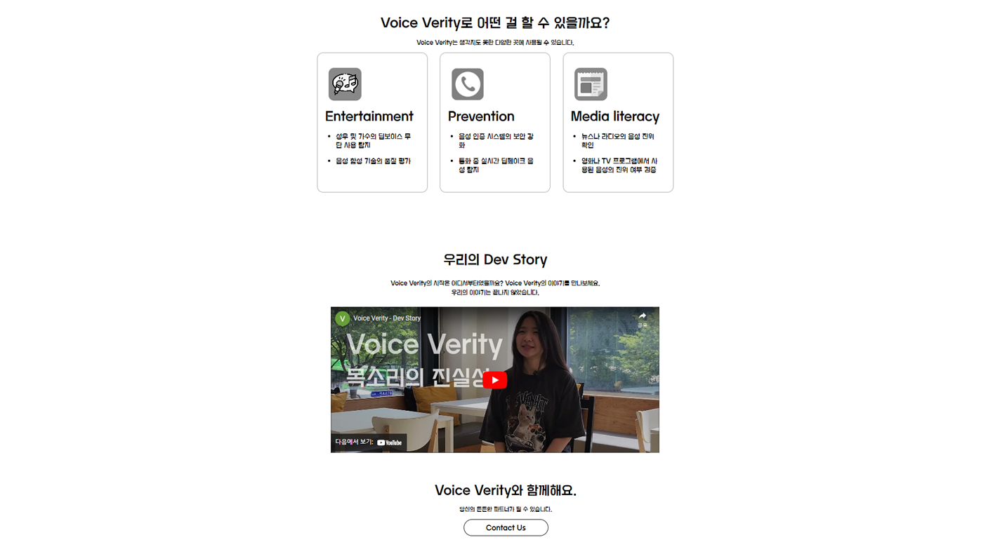 Voice Verity로 어떤 걸 할 수 있을까요?
Voice Verity는 생각지도 못한 다양한 곳에 사용될 수 있습니다.
Entertainment
성우 및 가수의 딥보이스 무
단 사용 탐지
음성 합성 기술의 품질 평가
Prevention
음성 인증 시스템의 보안 강
화
통화 중 실시간 딥페이크 음
성 탐지
Media literacy
뉴스나 라디오의 음성 진위
확인
영화나 TV 프로그램에서 사
용된 음성의 진위 여부 검증
우리의 Dev Story
Voice Verity의 시작은 어디서부터였을까요? Voice Verity의 이야기를 만나보세요.
우리의 이야기는 끝나지 않았습니다.
V
Voice Verity - Dev Story
공유
Voice Verity
목소리의 진실성
다음에서 보기: YouTube
Voice Verity와 함께해요.
당신의 든든한 파트너가 될 수 있습니다.
Contact Us